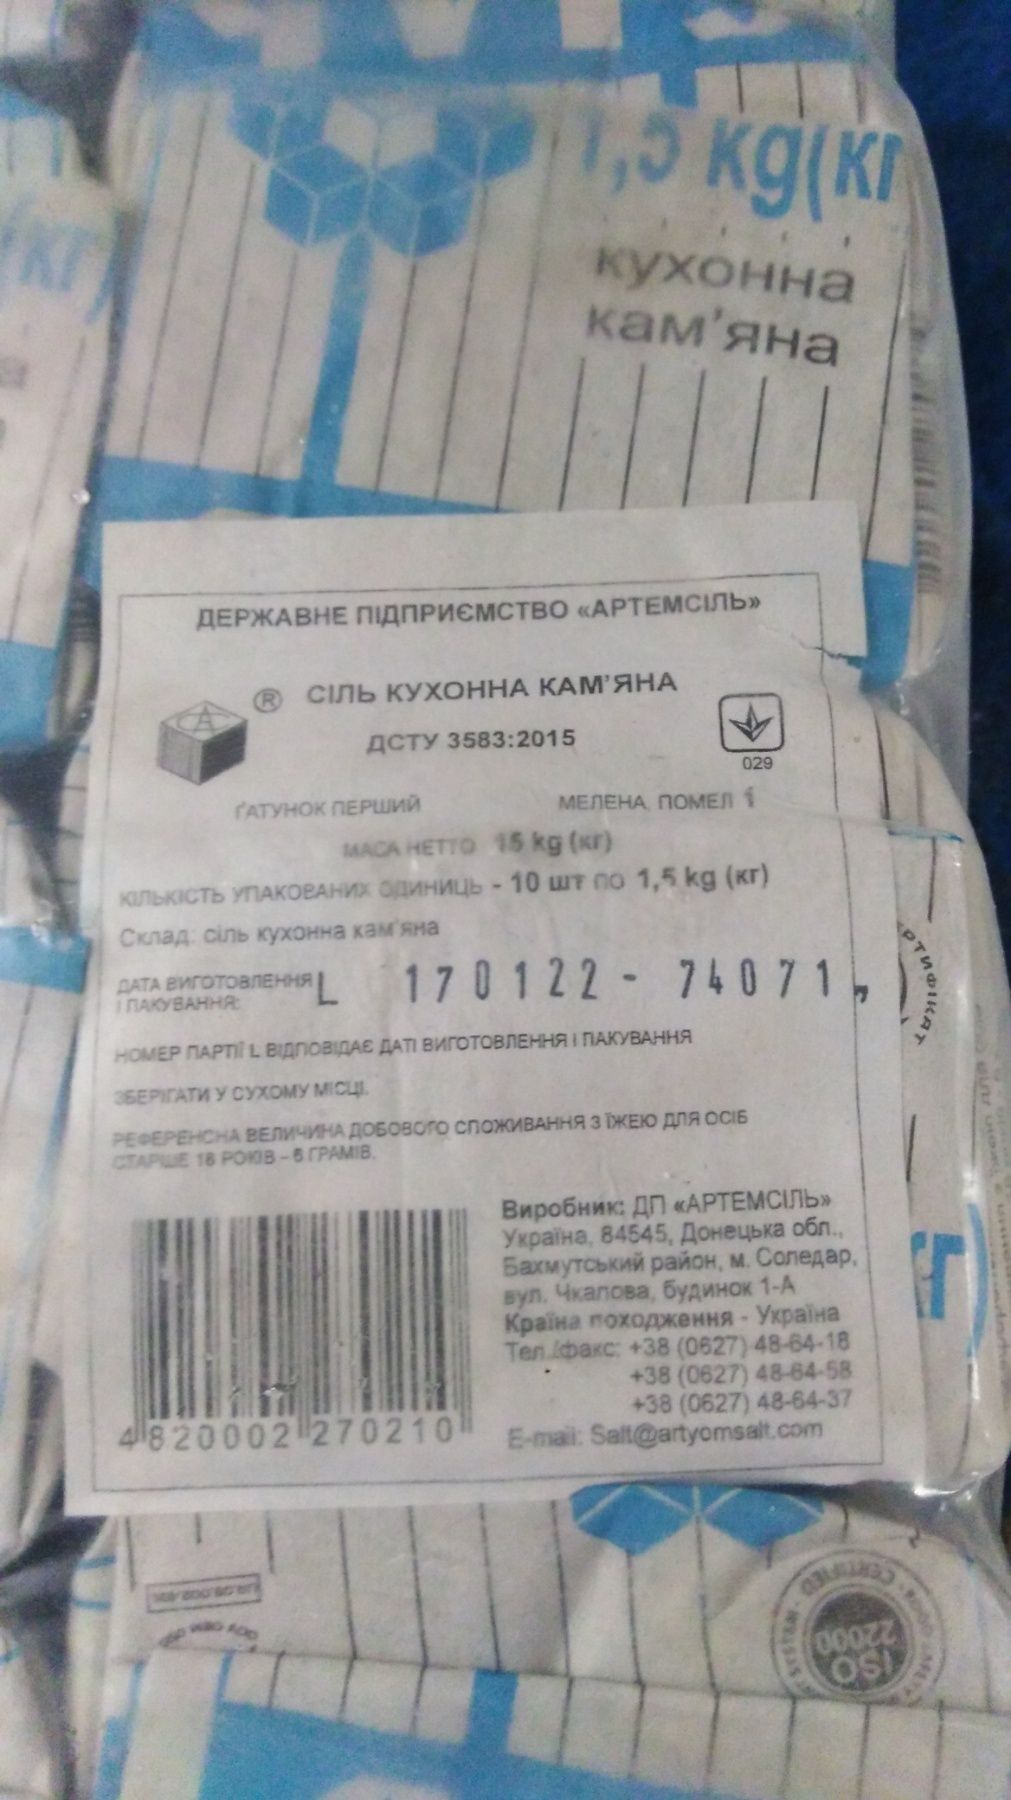 1,5 kg(кг
кухонна
кам'яна
кг)
ДЕРЖАВНЕ ПІДПРИЄМСТВО «АРТЕМСІЛЬ»
® СІЛЬ КУХОННА КАМ'ЯНА
ДСТУ 3583:2015
029
ҐАТУНОК ПЕРШИЙ МЕЛЕНА, ПОМЕЛ 1
МАСА НЕТТО 15 kg (кг)
КІЛЬКІСТЬ УПАКОВАНИХ ОДИНИЦЬ - 10 шт по 1,5 kg (кг)
Склад: сіль кухонна кам'яна
ДАТА ВИГОТОВЛЕННЯ
І ПАКУВАННЯ: L 170122-74071,
НОМЕР ПАРТІЇ L ВІДПОВІДАЄ ДАТІ ВИГОТОВЛЕННЯ І ПАКУВАННЯ
ЗБЕРІГАТИ У СУХОМУ МІСЦІ.
РЕФЕРЕНСНА ВЕЛИЧИНА ДОБОВОГО СПОЖИВАННЯ З ЇЖЕЮ ДЛЯ ОСІБ
СТАРШЕ 18 РОКІВ – 6 ГРАМІВ.
Виробник: ДП «АРТЕМСІЛЬ»
Україна, 84545, Донецька обл.,
Бахмутський район, м. Соледар,
вул. Чкалова, будинок 1-А
Країна походження - Україна
Тел./факс: +38 (0627) 48-64-18
+38 (0627) 48-64-58
+38 (0627) 48-64-37
E-mail: Salt@artyomsalt.com
4 820002 270210
кг)
CERTIFIED
ISO
22000